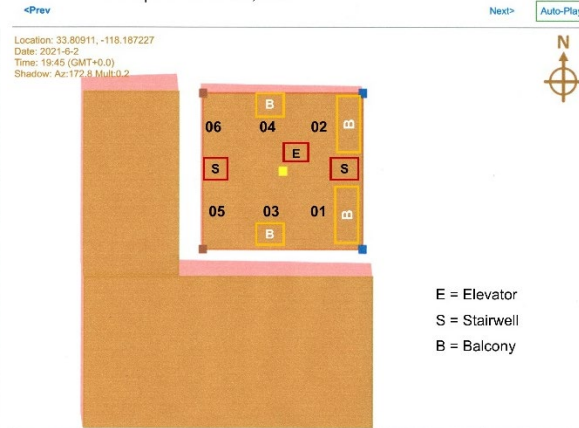 <Prev
Next>
Auto-Play
Location: 33.80911, -118.187227
Date: 2021-6-2
Time: 19:45 (GMT+0.0)
Shadow: Az:172.8 Mult:0.2
N
B
06 04 02 B
E
S S
05 03 01 B
B
E = Elevator
S = Stairwell
B = Balcony